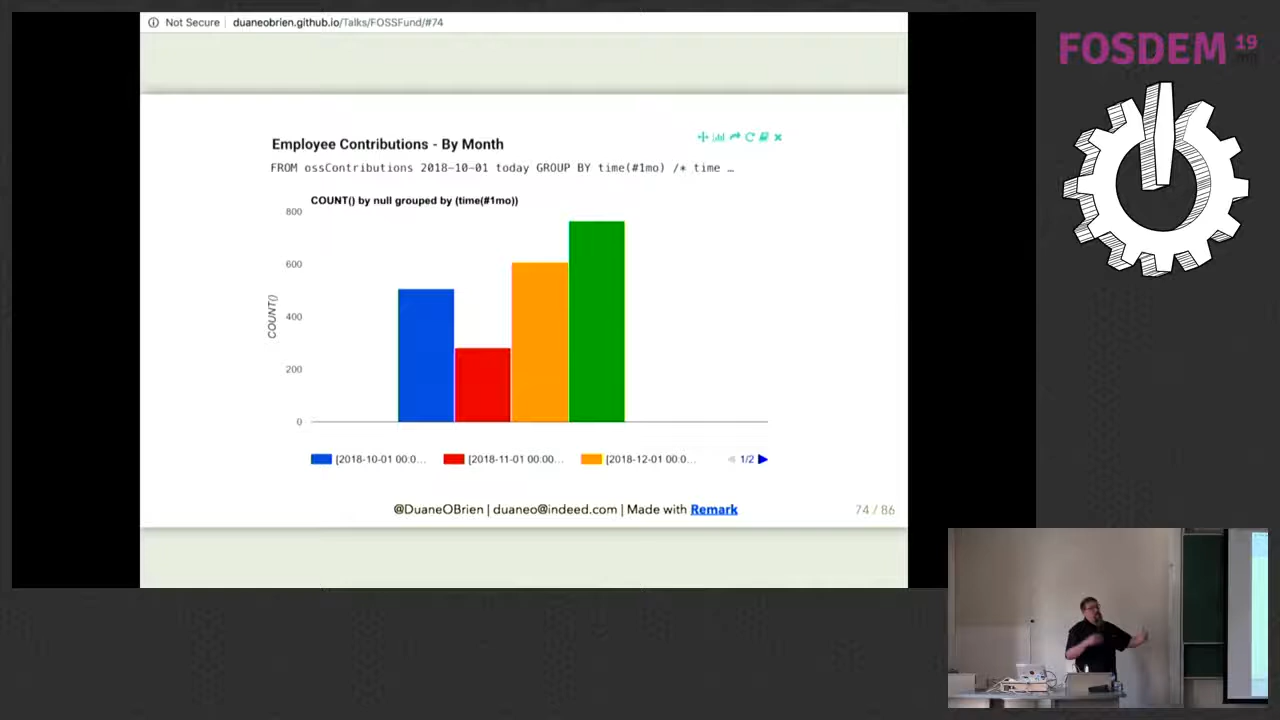 Not Secure duaneobrien.github.io/Talks/FOSSFund/#74
FOSDEM 19
Employee Contributions - By Month
FROM ossContributions 2018-10-01 today GROUP BY time(#1mo) /* time …
COUNT() by null grouped by (time(#1mo))
800
600
400
200
0
COUNT()
[2018-10-01 00:0… [2018-11-01 00:00… [2018-12-01 00:0… 1/2
@DuaneOBrien | duaneo@indeed.com | Made with Remark
74 / 86